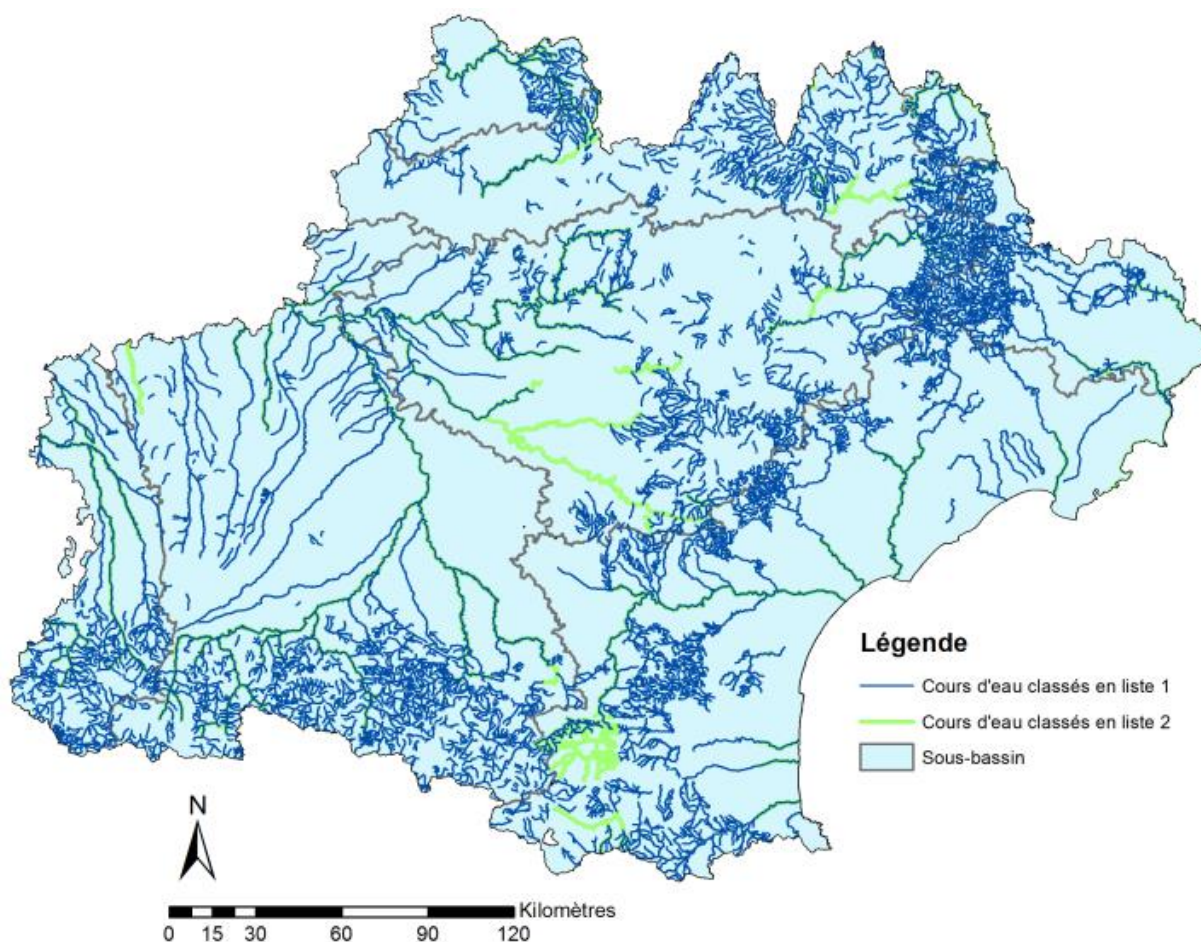 Légende
Cours d'eau classés en liste 1
Cours d'eau classés en liste 2
Sous-bassin
N
Kilomètres
0 15 30 60 90 120